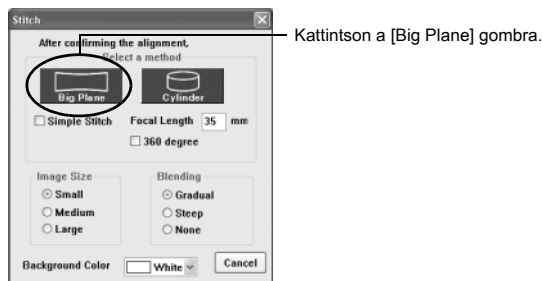 Stitch
After confirming the alignment,
Select a method
Big Plane Cylinder
Simple Stitch Focal Length 35 mm
360 degree
Image Size Blending
Small Gradual
Medium Steep
Large None
Background Color White Cancel
Kattintson a [Big Plane] gombra.